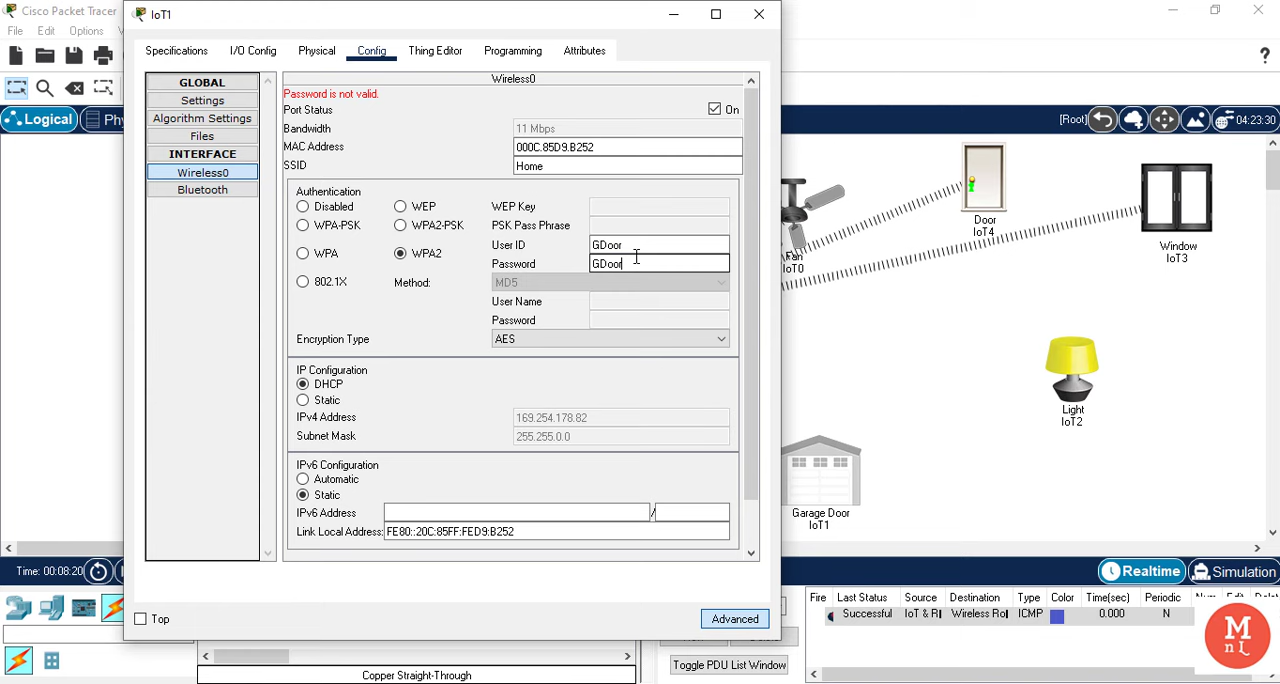 Cisco Packet Tracer
File Edit Options
IoT1
Specifications I/O Config Physical Config Thing Editor Programming Attributes
GLOBAL
Settings
Algorithm Settings
Files
INTERFACE
Wireless0
Bluetooth
Wireless0
Password is not valid.
Port Status On
Bandwidth 11 Mbps
MAC Address 000C.85D9.B252
SSID Home
Authentication
Disabled WEP WEP Key
WPA-PSK WPA2-PSK PSK Pass Phrase
User ID GDoor
WPA WPA2 Password GDoor
802.1X Method: MD5
User Name
Password
Encryption Type AES
IP Configuration
DHCP
Static
IPv4 Address 169.254.178.82
Subnet Mask 255.255.0.0
IPv6 Configuration
Automatic
Static
IPv6 Address /
Link Local Address: FE80::20C:85FF:FED9:B252
Top Advanced
?
Logical
[Root] 04:23:30
Fan
IoT0
Door
IoT4
Window
IoT3
Light
IoT2
Garage Door
IoT1
Time: 00:08:20
Realtime Simulation
Fire Last Status Source Destination Type Color Time(sec) Periodic
Successful ICMP 0.000 N
Toggle PDU List Window
Copper Straight-Through
M
nL